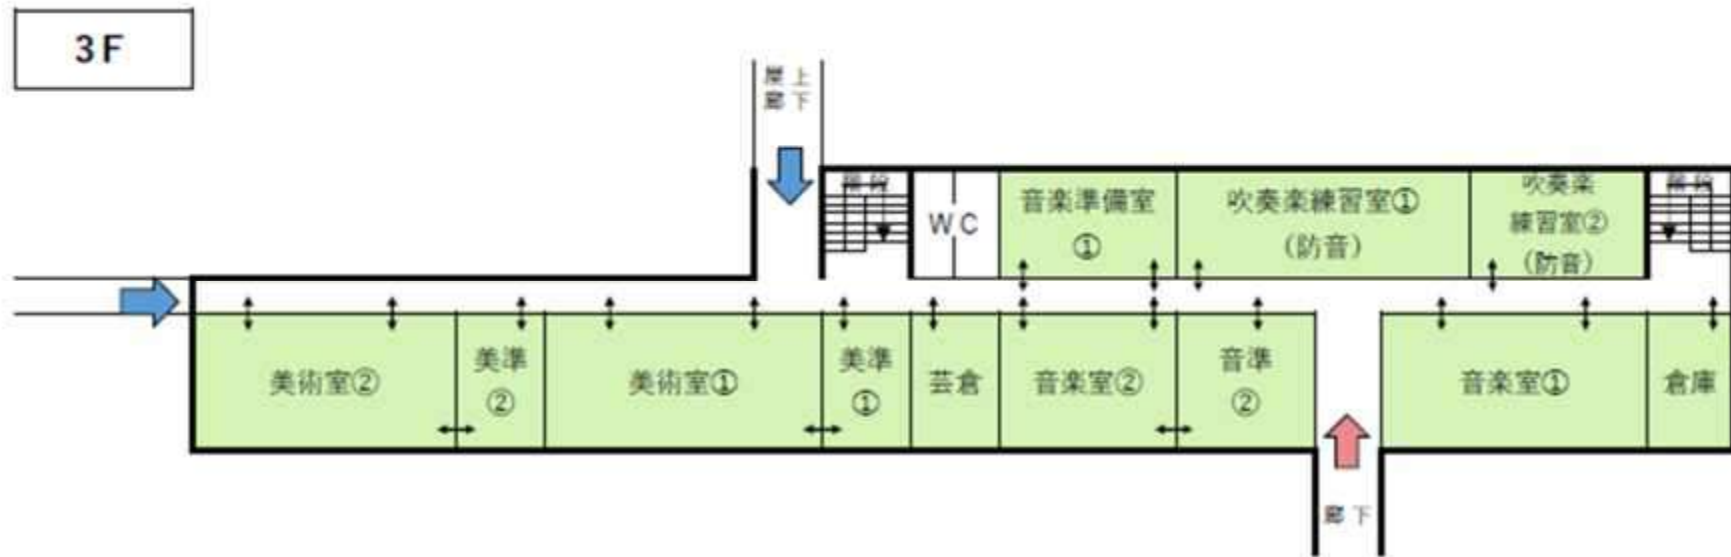 3F
屋上
廊下
階段
WC
音楽準備室
①
吹奏楽練習室①
(防音)
吹奏楽
練習室②
(防音)
階段
美術室②
美準
②
美術室①
美準
①
芸倉
音楽室②
音準
②
音楽室①
倉庫
廊下